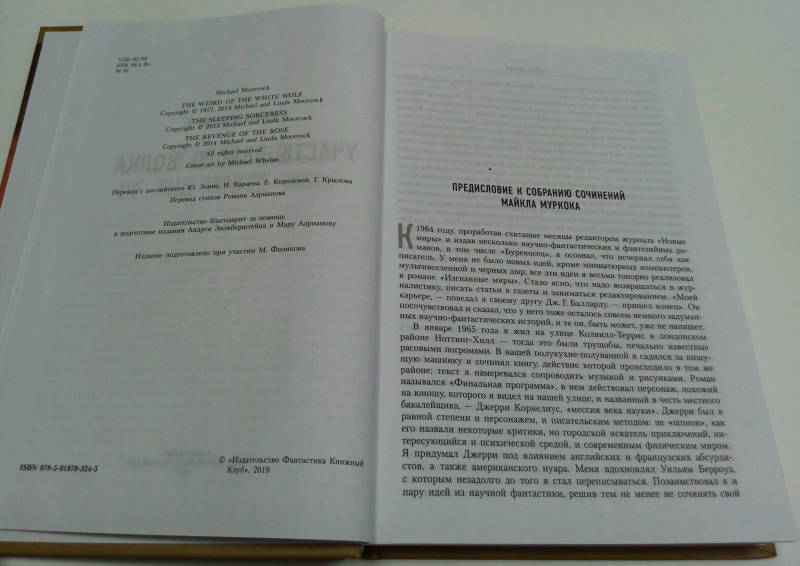 УДК 82.89
ББК 84.4 Вл
М 91
Michael Moorcock
THE WEIRD OF THE WHITE WOLF
Copyright © 1977, 2013 Michael and Linda Moorcock
THE SLEEPING SORCERESS
Copyright © 2013 Michael and Linda Moorcock
THE REVENGE OF THE ROSE
Copyright © 2014 Michael and Linda Moorcock
All rights reserved
Cover art by Michael Whelan
Перевод с английского Ю. Зонис, Н. Караева, Е. Королевой, Г. Крылова
Перевод стихов Романа Адрианова
Издательство благодарит за помощь
в подготовке издания Андрея Зильберштейна и Мару Адрианову
Издание подготовлено при участии М. Физикова
ISBN 978-5-91878-324-5
© «Издательство Фантастика Книжный
Клуб», 2019
ПРЕДИСЛОВИЕ К СОБРАНИЮ СОЧИНЕНИЙ
МАЙКЛА МУРКОКА
К 1964 году, проработав считаные месяцы редактором журнала «Новые
миры» и издав несколько научно-фантастических и фэнтезийных ро-
манов, в том числе «Буреносец», я осознал, что исчерпал себя как
писатель. У меня не было новых идей, кроме миниатюрных компьютеров,
мультивселенной и черных дыр; все эти идеи я весьма топорно реализовал
в романе «Изгнанные миры». Стало ясно, что надо возвращаться в жур-
налистику, писать статьи в газеты и заниматься редактированием. «Моей
карьере, — поведал я своему другу Дж. Г. Балларду, — пришел конец». Он
посочувствовал и сказал, что у него тоже осталось совсем немного задуман-
ных научно-фантастических историй, и те он, быть может, уже не напишет.
В январе 1965 года я жил на улице Колвилл-Террис в лондонском
районе Ноттинг-Хилл — тогда это были трущобы, печально известные
расовыми погромами. В нашей полукухне-полуванной я садился за пишу-
щую машинку и сочинял книгу, действие которой происходило в том же
районе; текст я намеревался сопроводить музыкой и рисунками. Роман
назывался «Финальная программа», в нем действовал персонаж, похожий
на юношу, которого я видел на нашей улице, и названный в честь местного
бакалейщика, — Джерри Корнелиус, «мессия века науки». Джерри был в
равной степени и персонажем, и писательским методом: не «шпион», как
его назвали некоторые критики, но городской искатель приключений, ин-
тересующийся и психической средой, и современным физическим миром.
Я придумал Джерри под влиянием английских и французских абсурди-
стов, а также американского нуара. Меня вдохновлял Уильям Берроуз,
с которым незадолго до того я стал переписываться. Позаимствовал я и
пару идей из научной фантастики, решив тем не менее не сочинять свой